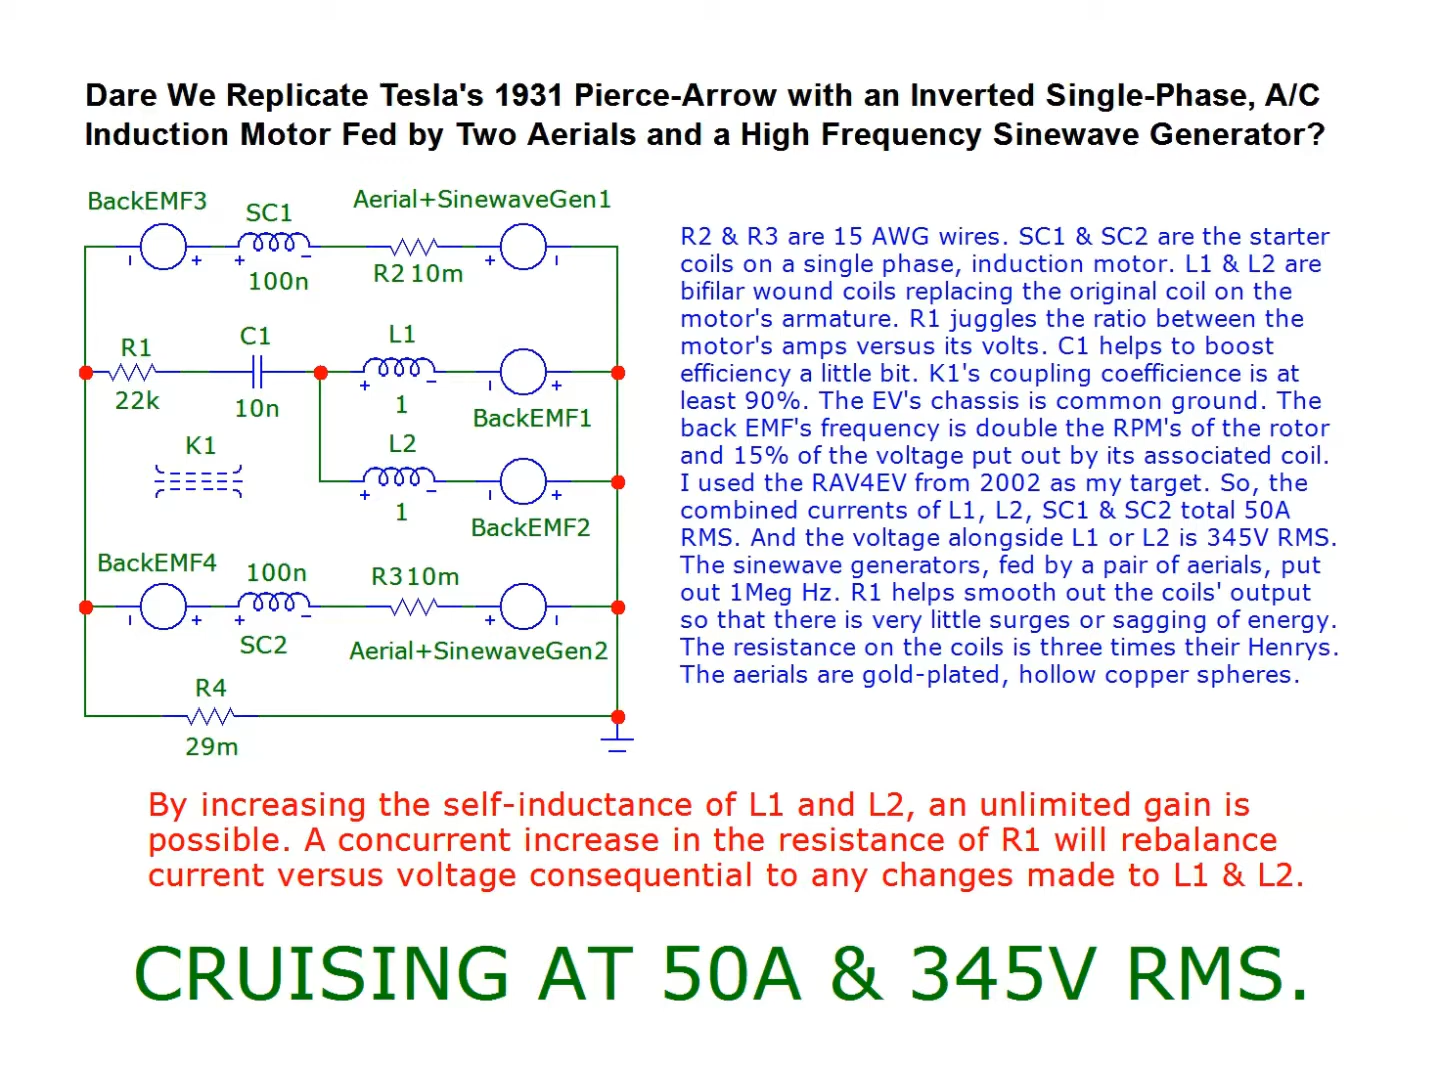 Dare We Replicate Tesla's 1931 Pierce-Arrow with an Inverted Single-Phase, A/C
Induction Motor Fed by Two Aerials and a High Frequency Sinewave Generator?
BackEMF3
SC1
Aerial+SinewaveGen1
100n
R2 10m
R1
C1
L1
22k
10n
1
BackEMF1
K1
L2
1
BackEMF2
BackEMF4
100n
R3 10m
SC2
Aerial+SinewaveGen2
R4
29m
R2 & R3 are 15 AWG wires. SC1 & SC2 are the starter
coils on a single phase, induction motor. L1 & L2 are
bifilar wound coils replacing the original coil on the
motor's armature. R1 juggles the ratio between the
motor's amps versus its volts. C1 helps to boost
efficiency a little bit. K1's coupling coefficience is at
least 90%. The EV's chassis is common ground. The
back EMF's frequency is double the RPM's of the rotor
and 15% of the voltage put out by its associated coil.
I used the RAV4EV from 2002 as my target. So, the
combined currents of L1, L2, SC1 & SC2 total 50A
RMS. And the voltage alongside L1 or L2 is 345V RMS.
The sinewave generators, fed by a pair of aerials, put
out 1Meg Hz. R1 helps smooth out the coils' output
so that there is very little surges or sagging of energy.
The resistance on the coils is three times their Henrys.
The aerials are gold-plated, hollow copper spheres.
By increasing the self-inductance of L1 and L2, an unlimited gain is
possible. A concurrent increase in the resistance of R1 will rebalance
current versus voltage consequential to any changes made to L1 & L2.
CRUISING AT 50A & 345V RMS.